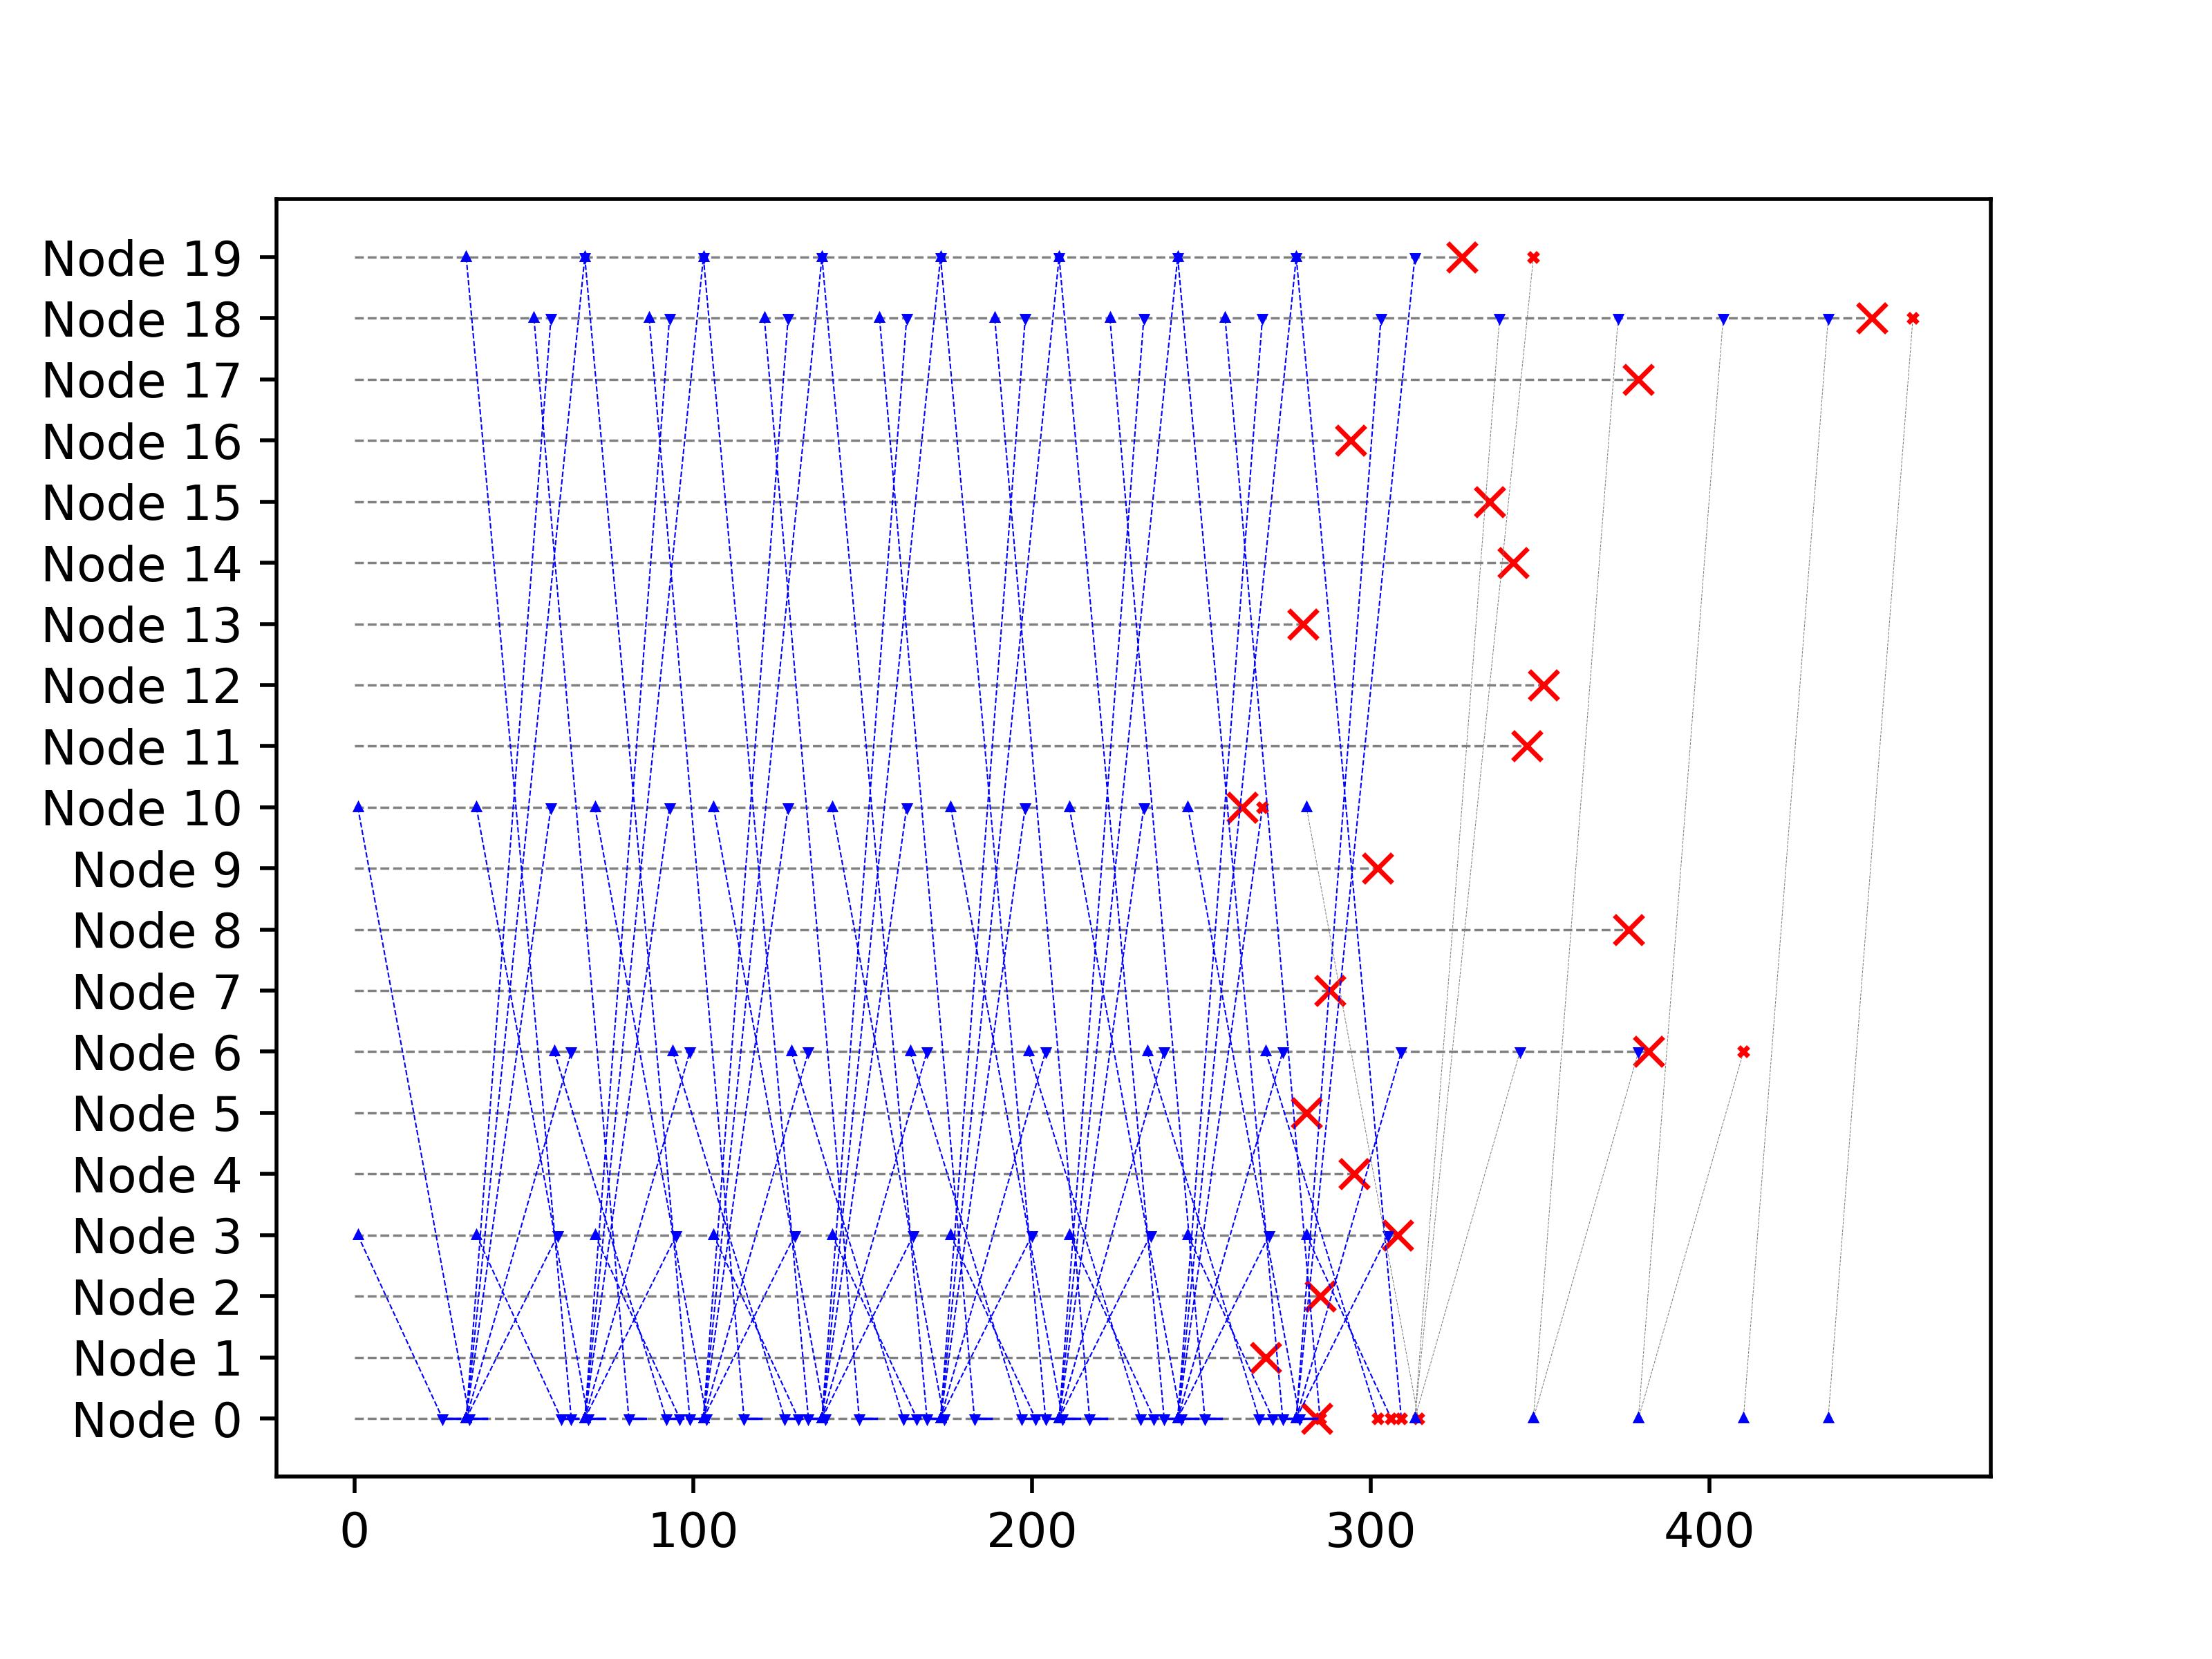 Node 19
Node 18
Node 17
Node 16
Node 15
Node 14
Node 13
Node 12
Node 11
Node 10
Node 9
Node 8
Node 7
Node 6
Node 5
Node 4
Node 3
Node 2
Node 1
Node 0
0 100 200 300 400